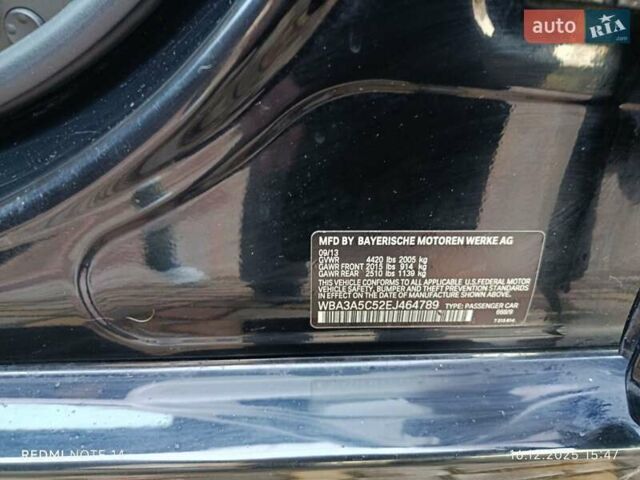 auto RIA .com
MFD BY BAYERISCHE MOTOREN WERKE AG
09/13
GVWR 4420 lbs 2005 kg
GAWR FRONT 2015 lbs 914 kg
GAWR REAR 2510 lbs 1139 kg
THIS VEHICLE CONFORMS TO ALL APPLICABLE U.S. FEDERAL MOTOR
VEHICLE SAFETY, BUMPER AND THEFT PREVENTION STANDARDS
IN EFFECT ON THE DATE OF MANUFACTURE SHOWN ABOVE.
WBA3A5C52EJ464789 TYPE: PASSENGER CAR
REDMI NOTE 14
16.12.2025 15:47